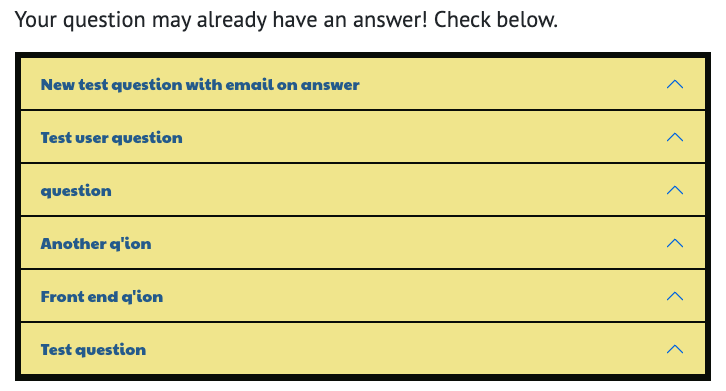 Your question may already have an answer! Check below.
New test question with email on answer
Test user question
question
Another q'ion
Front end q'ion
Test question